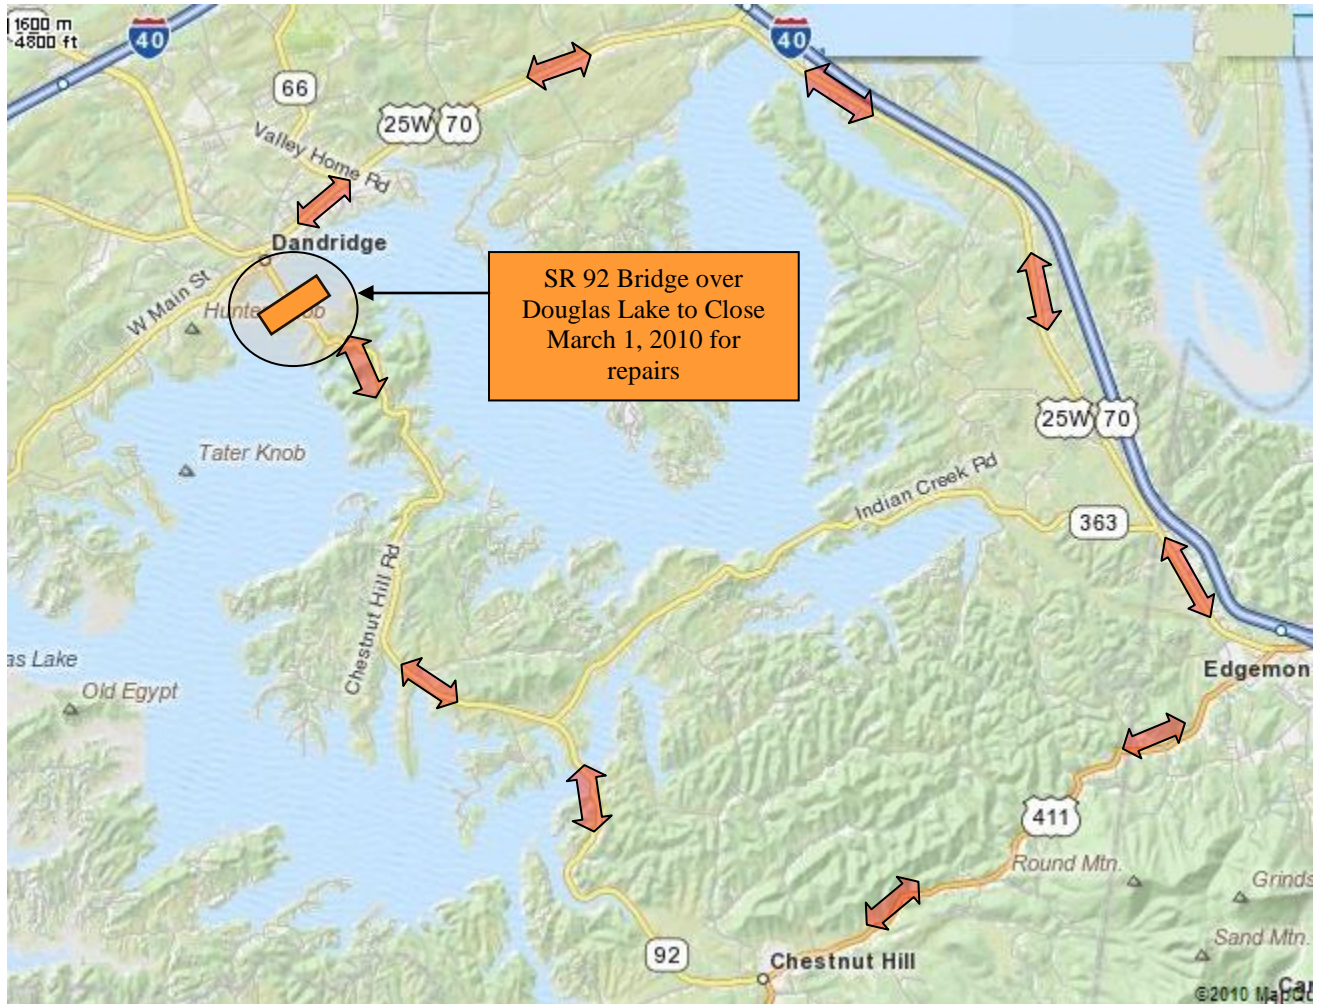 1600 m
4800 ft
40
40
66
25W 70
Valley Home Rd
Dandridge
W Main St
SR 92 Bridge over
Douglas Lake to Close
March 1, 2010 for
repairs
25W 70
Tater Knob
Indian Creek Rd
363
Chestnut Hill Rd
as Lake
Old Egypt
Edgemon
411
Round Mtn.
Grinds
Sand Mtn.
92
Chestnut Hill
©2010